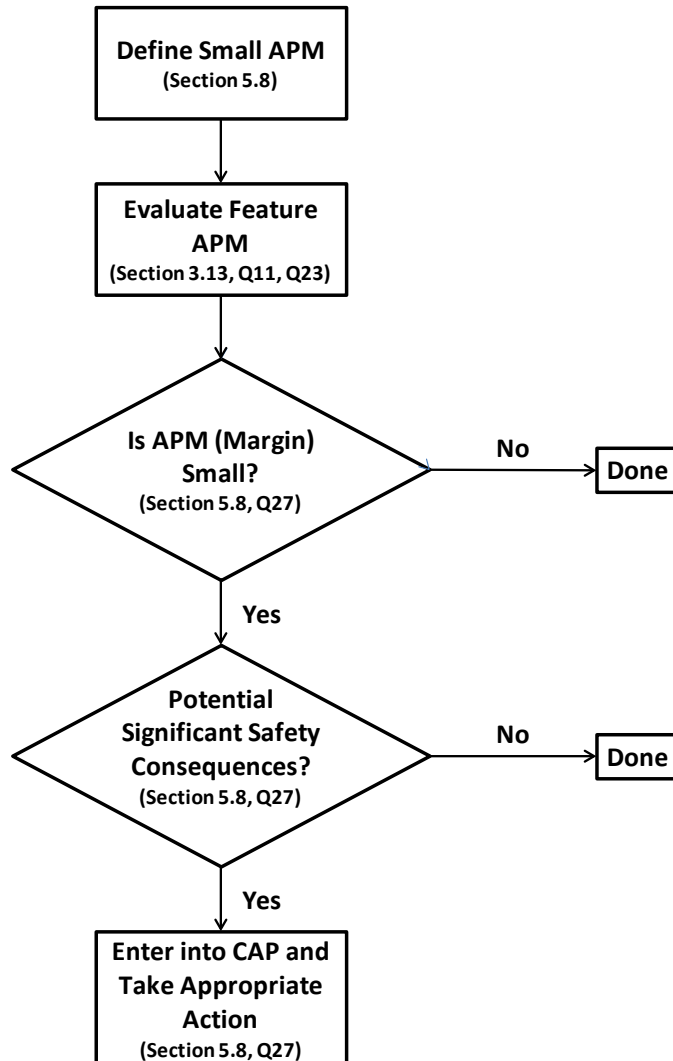 Define Small APM
(Section 5.8)
Evaluate Feature
APM
(Section 3.13, Q11, Q23)
Is APM (Margin)
Small?
(Section 5.8, Q27)
No
Done
Yes
Potential
Significant Safety
Consequences?
(Section 5.8, Q27)
No
Done
Yes
Enter into CAP and
Take Appropriate
Action
(Section 5.8, Q27)